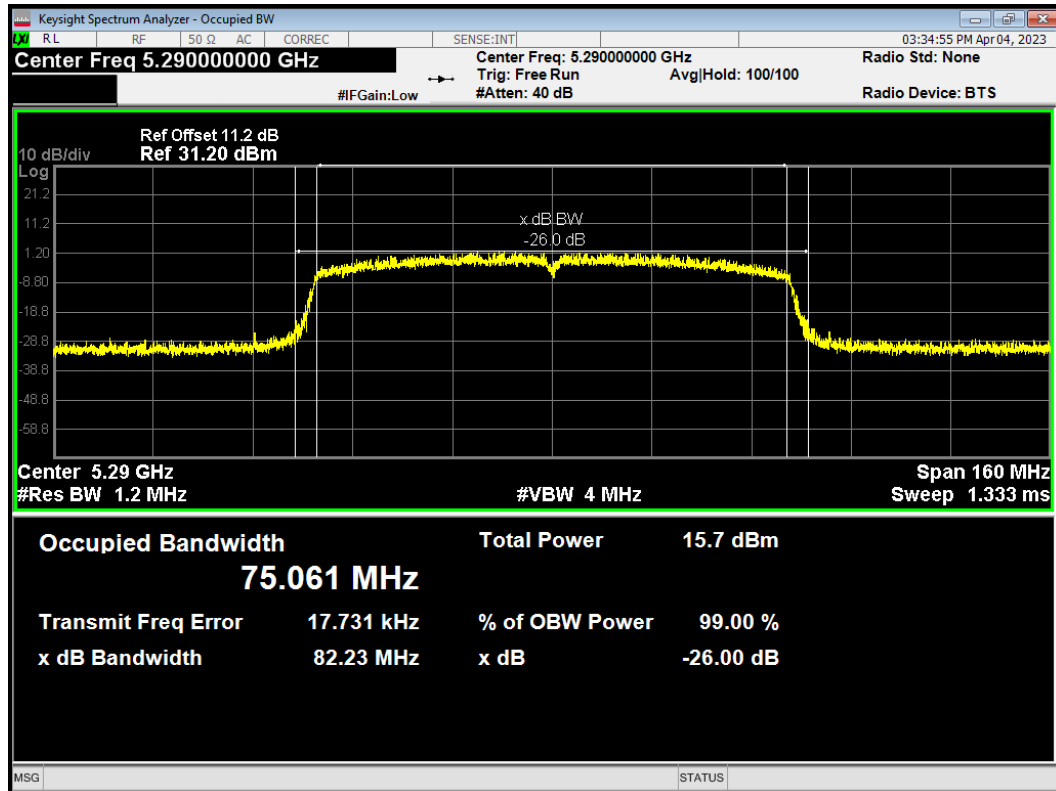 Keysight Spectrum Analyzer - Occupied BW
LXI RL RF 50 Ω AC CORREC SENSE:INT 03:34:55 PM Apr 04, 2023
Center Freq 5.290000000 GHz
Center Freq: 5.290000000 GHz
Radio Std: None
Trig: Free Run Avg|Hold: 100/100
#IFGain:Low #Atten: 40 dB Radio Device: BTS
Ref Offset 11.2 dB
10 dB/div Ref 31.20 dBm
Log
21.2
11.2
x dB BW
-26.0 dB
1.20
-8.80
-18.8
-28.8
-38.8
-48.8
-58.8
Center 5.29 GHz Span 160 MHz
#Res BW 1.2 MHz #VBW 4 MHz Sweep 1.333 ms
Occupied Bandwidth Total Power 15.7 dBm
75.061 MHz
Transmit Freq Error 17.731 kHz % of OBW Power 99.00 %
x dB Bandwidth 82.23 MHz x dB -26.00 dB
MSG STATUS